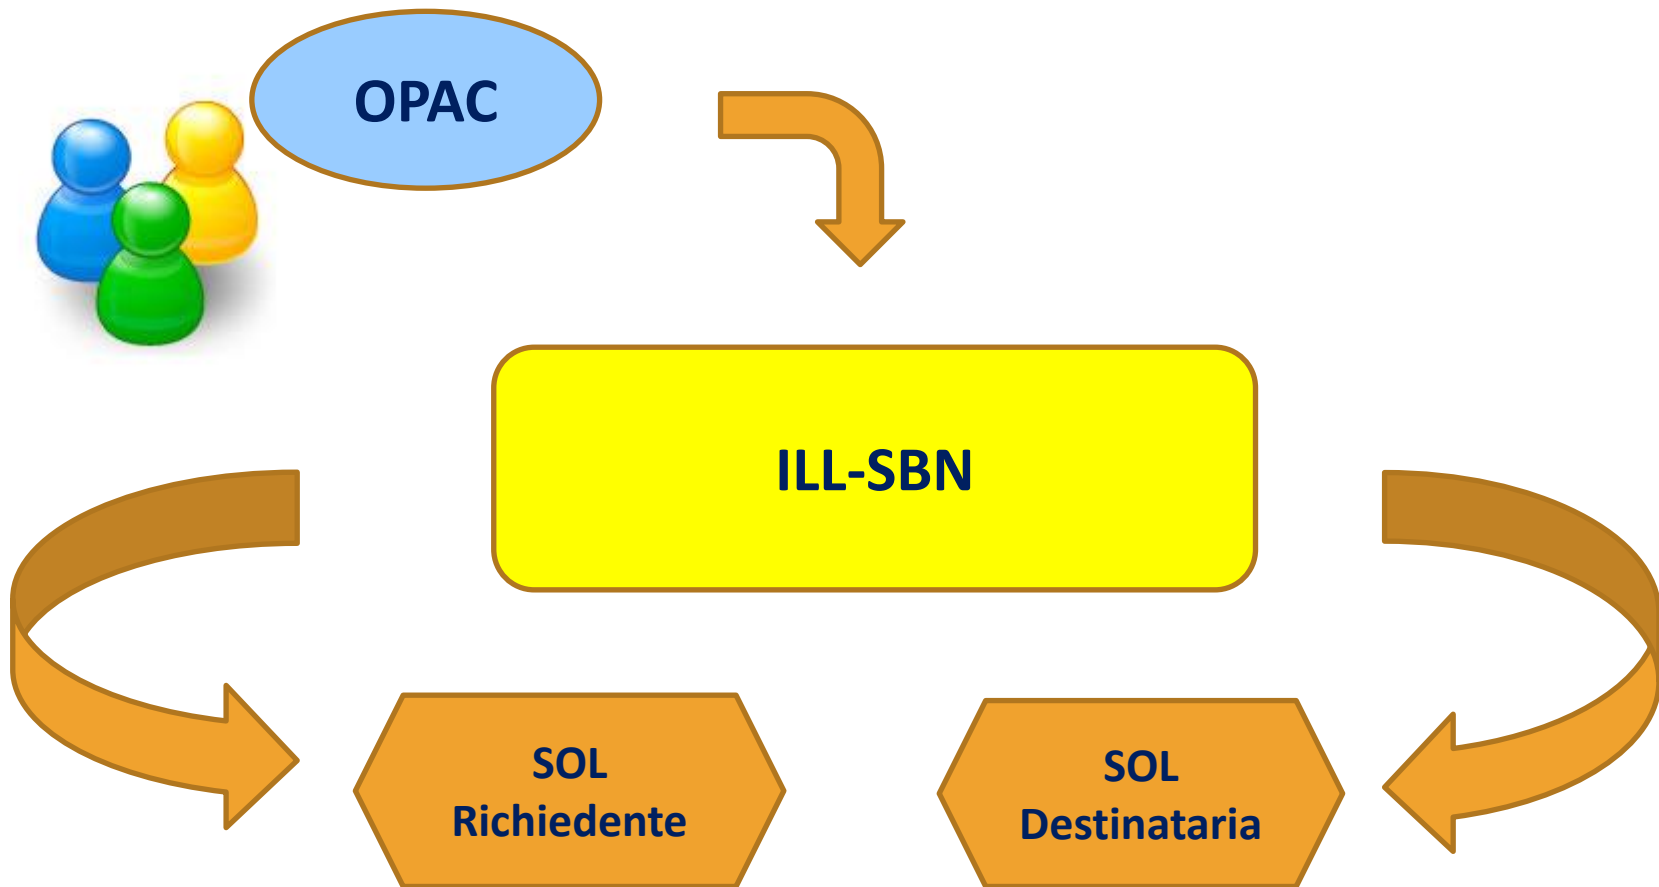 OPAC
ILL-SBN
SOL
Richiedente
SOL
Destinataria